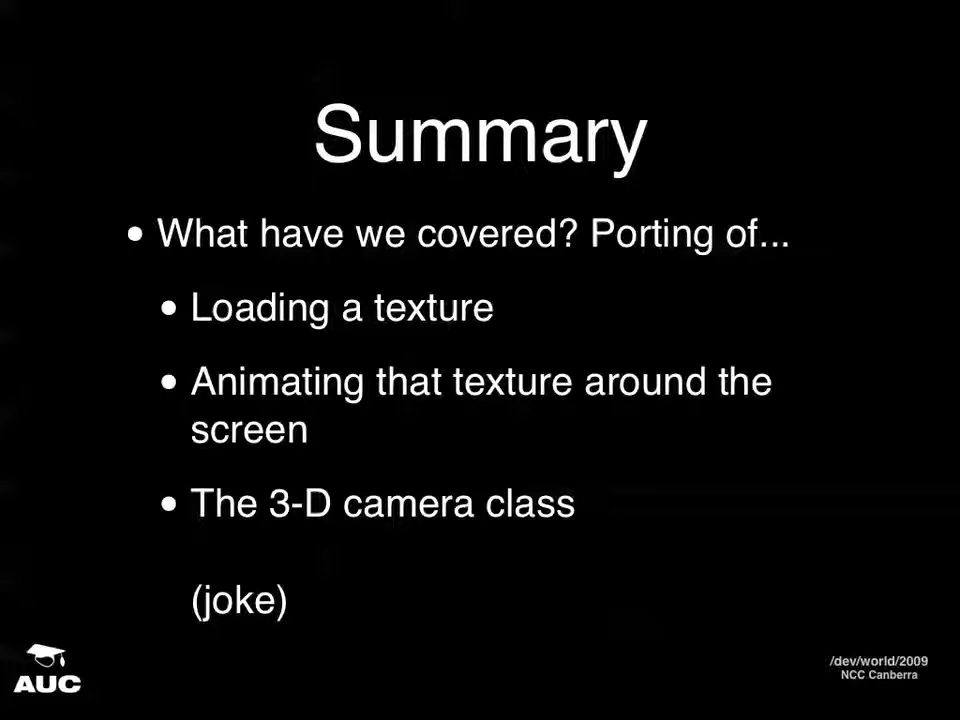 Summary
• What have we covered? Porting of...
• Loading a texture
• Animating that texture around the
screen
• The 3-D camera class
(joke)
AUC
/dev/world/2009
NCC Canberra